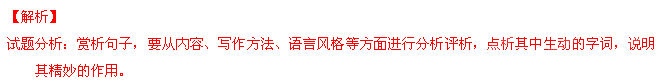 【解析】
试题分析：赏析句子，要从内容、写作方法、语言风格等方面进行分析评析，点析其中生动的字词，说明
其精妙的作用。